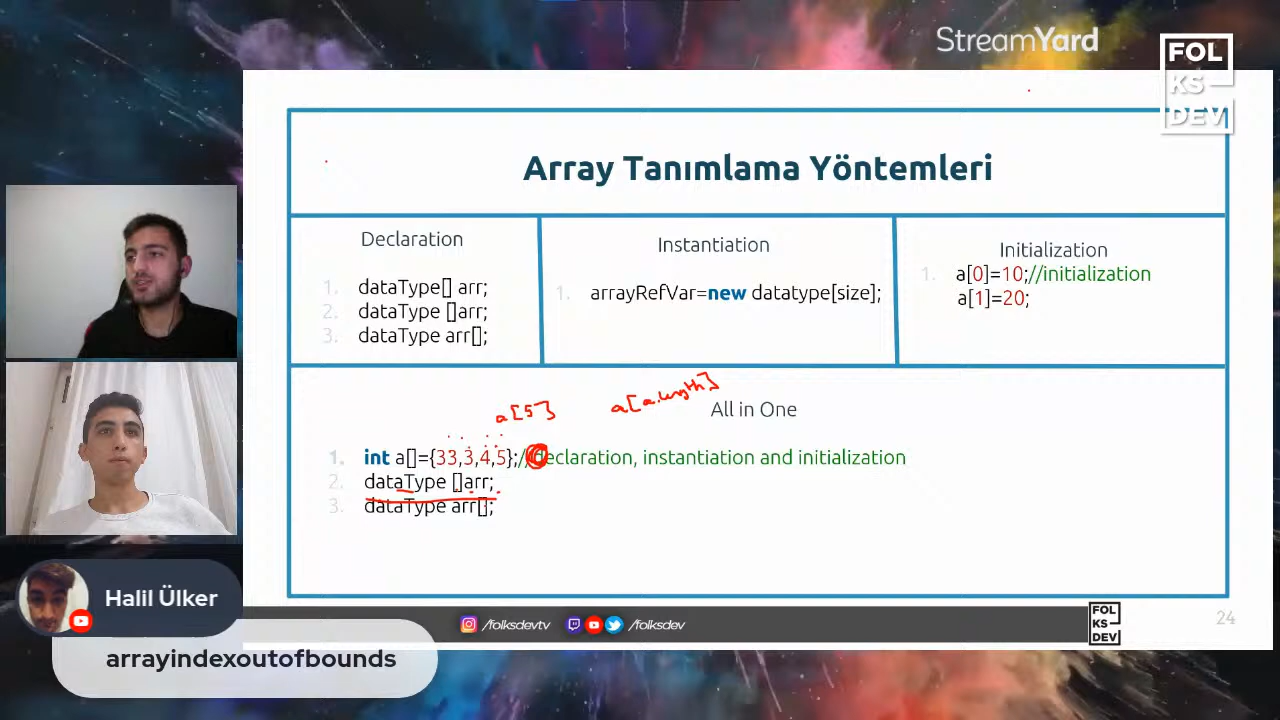 StreamYard
FOL
KS
DEV
Array Tanımlama Yöntemleri
Declaration
1. dataType[] arr;
2. dataType []arr;
3. dataType arr[];
Instantiation
1. arrayRefVar=new datatype[size];
Initialization
1. a[0]=10;//initialization
a[1]=20;
a[5]
a[a.length]
All in One
1. int a[]={33,3,4,5};//declaration, instantiation and initialization
2. dataType []arr;
3. dataType arr[];
/folksdevtv
/folksdev
FOL
KS
DEV
24
Halil Ülker
arrayindexoutofbounds